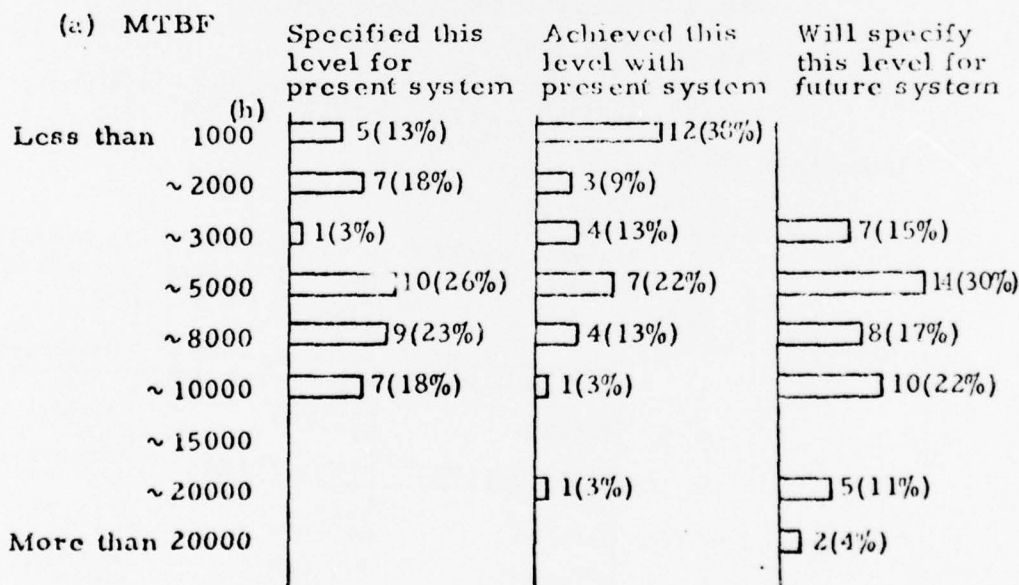 (a) MTBF
Specified this level for present system
Achieved this level with present system
Will specify this level for future system
(h)
Less than 1000 5(13%) 12(38%)
~2000 7(18%) 3(9%)
~3000 1(3%) 4(13%) 7(15%)
~5000 10(26%) 7(22%) 14(30%)
~8000 9(23%) 4(13%) 8(17%)
~10000 7(18%) 1(3%) 10(22%)
~15000
~20000 1(3%) 5(11%)
More than 20000 2(4%)